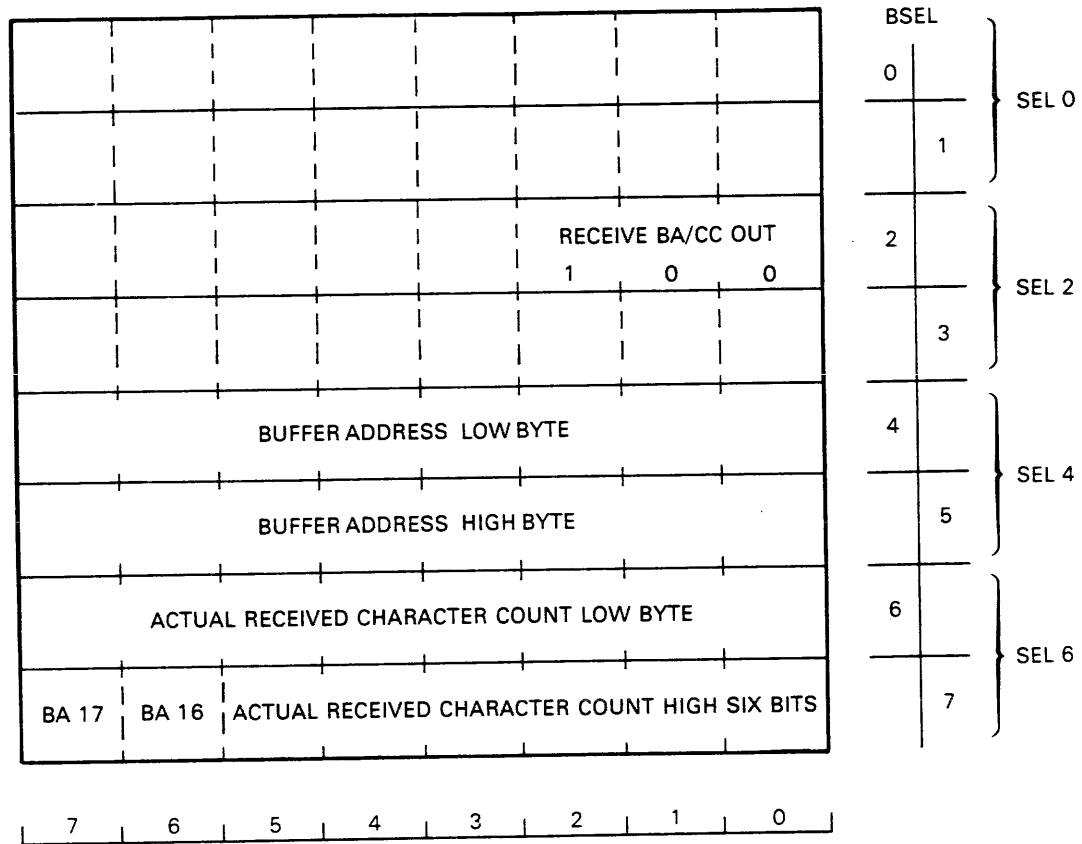 BSEL
0
SEL 0
1
RECEIVE BA/CC OUT
1 0 0
2
SEL 2
3
BUFFER ADDRESS LOW BYTE
4
SEL 4
BUFFER ADDRESS HIGH BYTE
5
ACTUAL RECEIVED CHARACTER COUNT LOW BYTE
6
SEL 6
BA 17 BA 16 ACTUAL RECEIVED CHARACTER COUNT HIGH SIX BITS
7
7 6 5 4 3 2 1 0